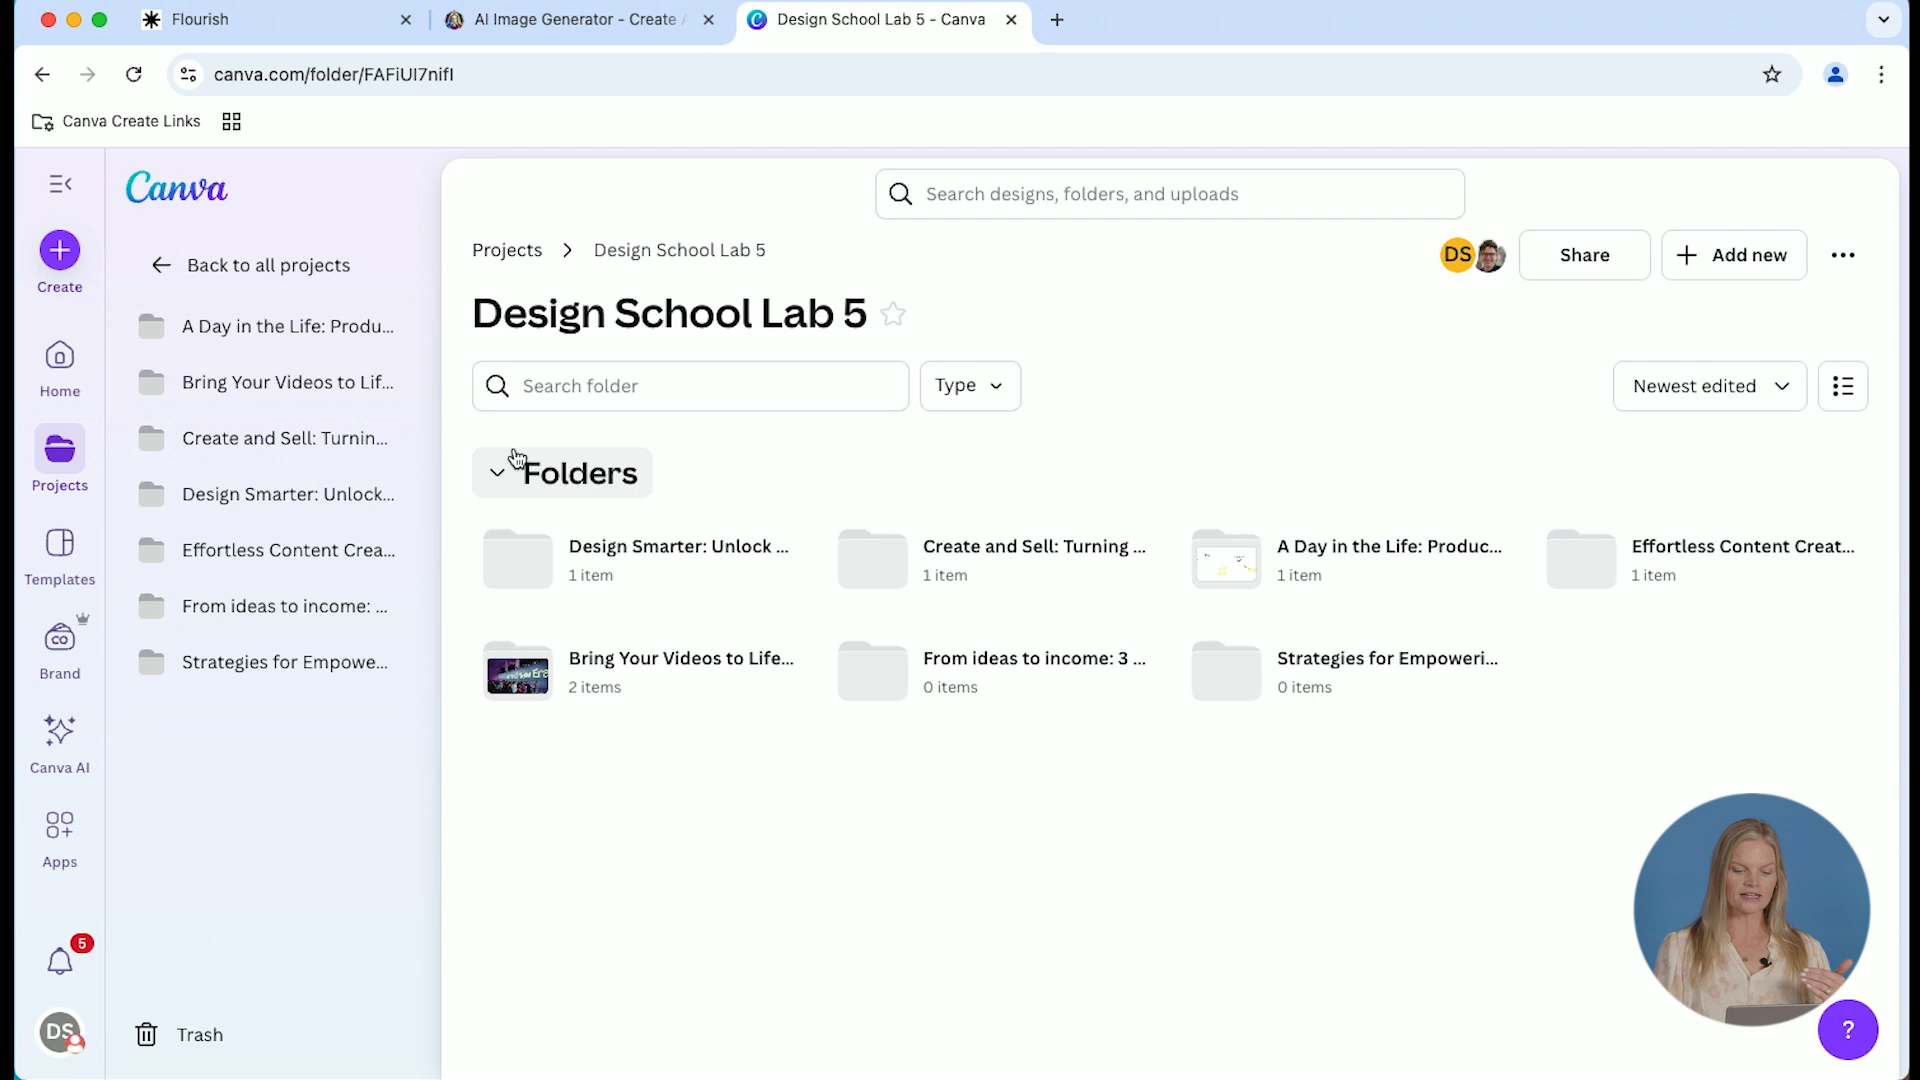 Flourish
AI Image Generator - Create
Design School Lab 5 - Canva
canva.com/folder/FAFiUI7nifI
Canva Create Links
Canva
Search designs, folders, and uploads
Create
Back to all projects
Projects > Design School Lab 5
DS
Share
+ Add new
Design School Lab 5
A Day in the Life: Produ...
Home
Bring Your Videos to Lif...
Search folder
Type
Newest edited
Projects
Create and Sell: Turnin...
Folders
Design Smarter: Unlock...
Templates
Effortless Content Crea...
Design Smarter: Unlock ...
1 item
Create and Sell: Turning ...
1 item
A Day in the Life: Produc...
1 item
Effortless Content Creat...
1 item
From ideas to income: ...
Brand
Strategies for Empowe...
Bring Your Videos to Life...
2 items
From ideas to income: 3 ...
0 items
Strategies for Empoweri...
0 items
Canva AI
Apps
5
DS
Trash
?